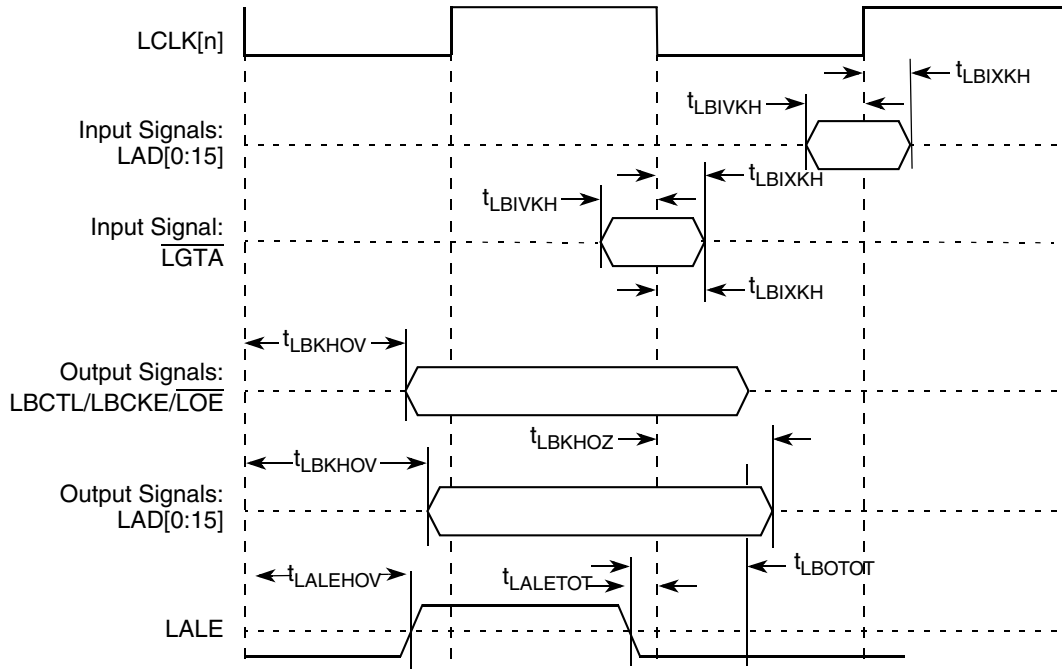 LCLK[n]
tLBIXKH
tLBIVKH
Input Signals:
LAD[0:15]
tLBIXKH
tLBIVKH
Input Signal:
LGTA
tLBIXKH
tLBKHOV
Output Signals:
LBCTL/LBCKE/LOE
tLBKHOZ
tLBKHOV
Output Signals:
LAD[0:15]
tLBOTOT
tLALEHOV
tLALETOT
LALE